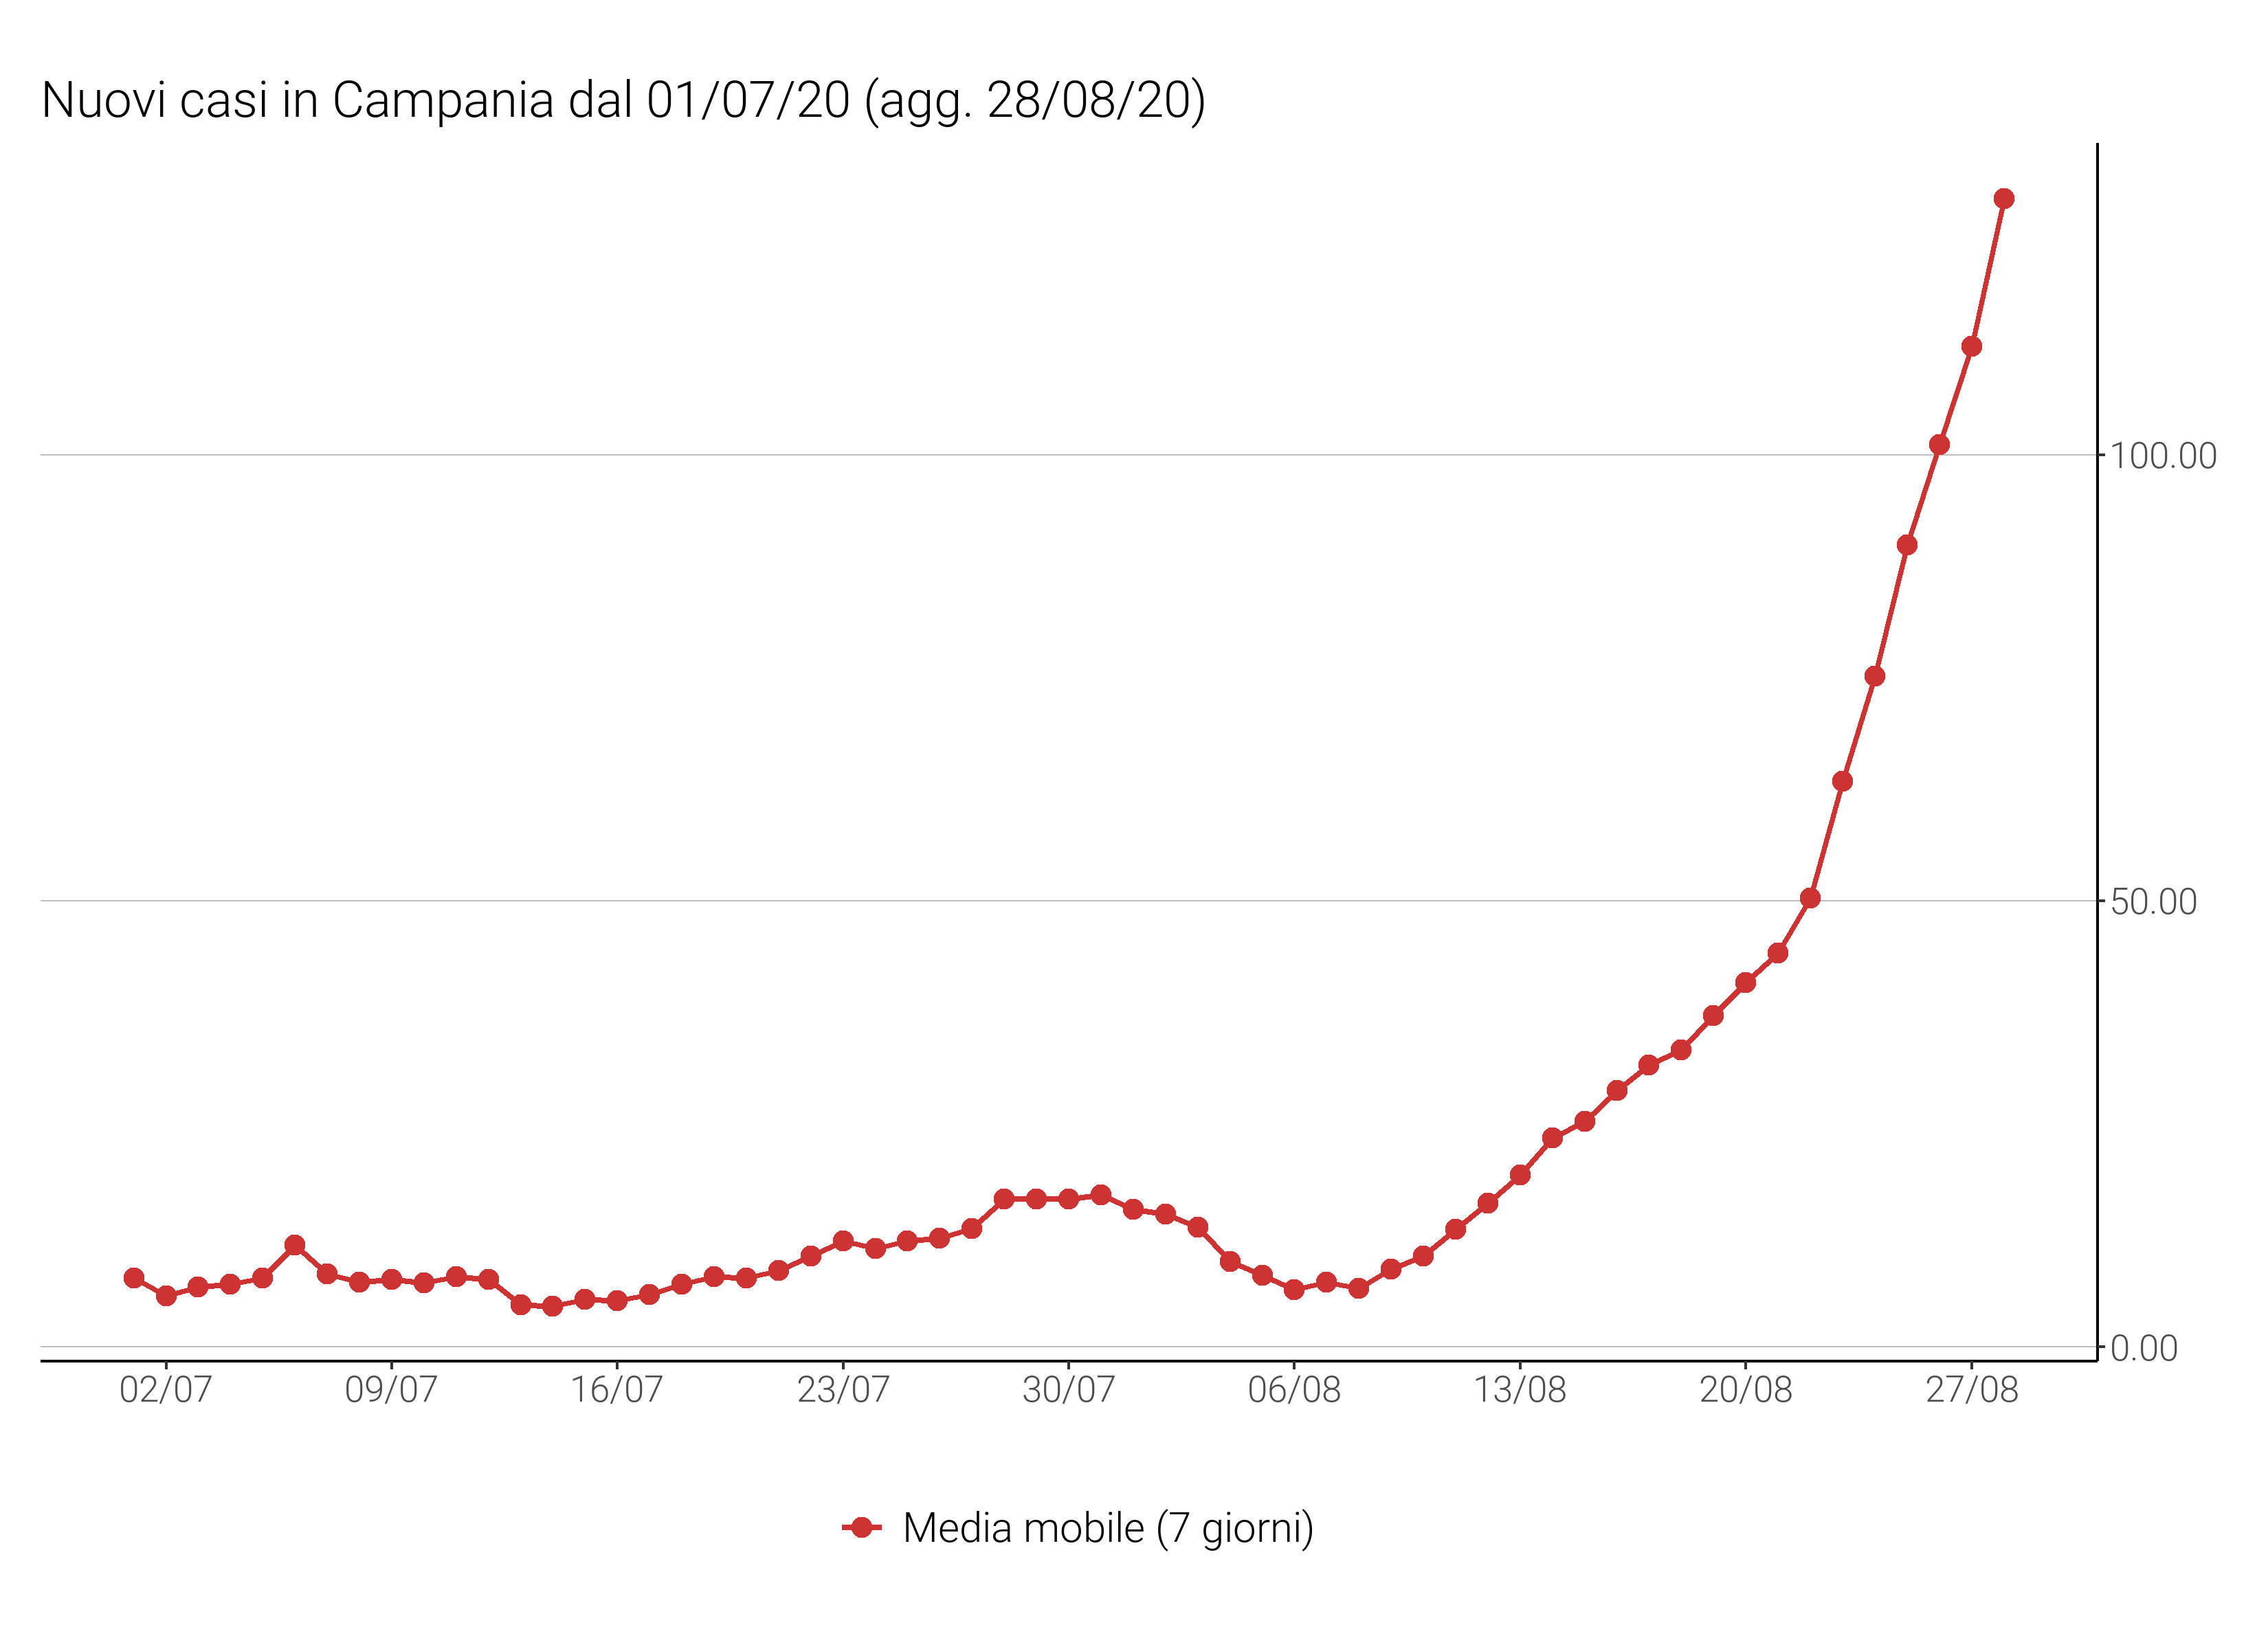 Nuovi casi in Campania dal 01/07/20 (agg. 28/08/20)
100.00
50.00
0.00
02/07 09/07 16/07 23/07 30/07 06/08 13/08 20/08 27/08
Media mobile (7 giorni)